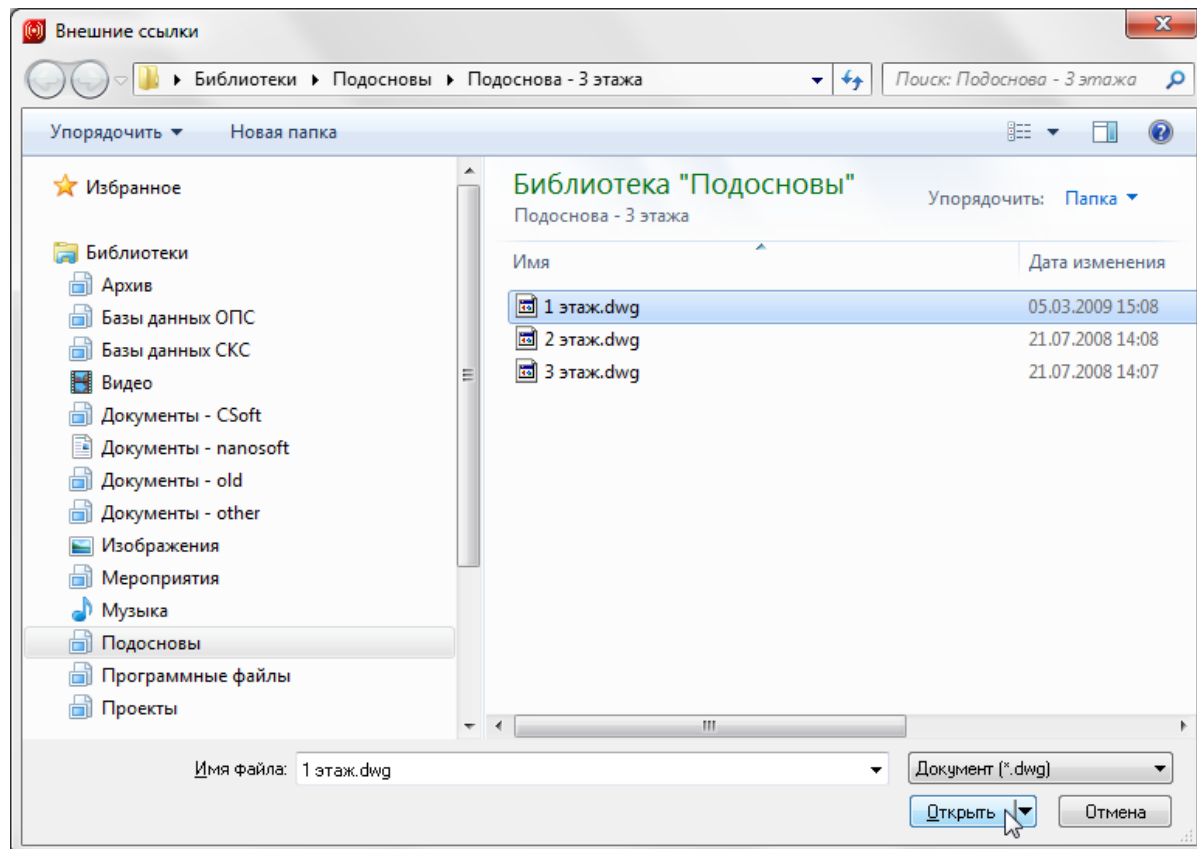 Внешние ссылки
Библиотеки Подосновы Подоснова - 3 этажа Поиск: Подоснова - 3 этажа
Упорядочить Новая папка
Избранное
Библиотеки
Архив
Базы данных ОПС
Базы данных СКС
Видео
Документы - CSoft
Документы - nanosoft
Документы - old
Документы - other
Изображения
Мероприятия
Музыка
Подосновы
Программные файлы
Проекты
Библиотека "Подосновы"
Подоснова - 3 этажа
Упорядочить: Папка
Имя Дата изменения
1 этаж.dwg 05.03.2009 15:08
2 этаж.dwg 21.07.2008 14:08
3 этаж.dwg 21.07.2008 14:07
Имя файла: 1 этаж.dwg Документ (*.dwg)
Открыть Отмена